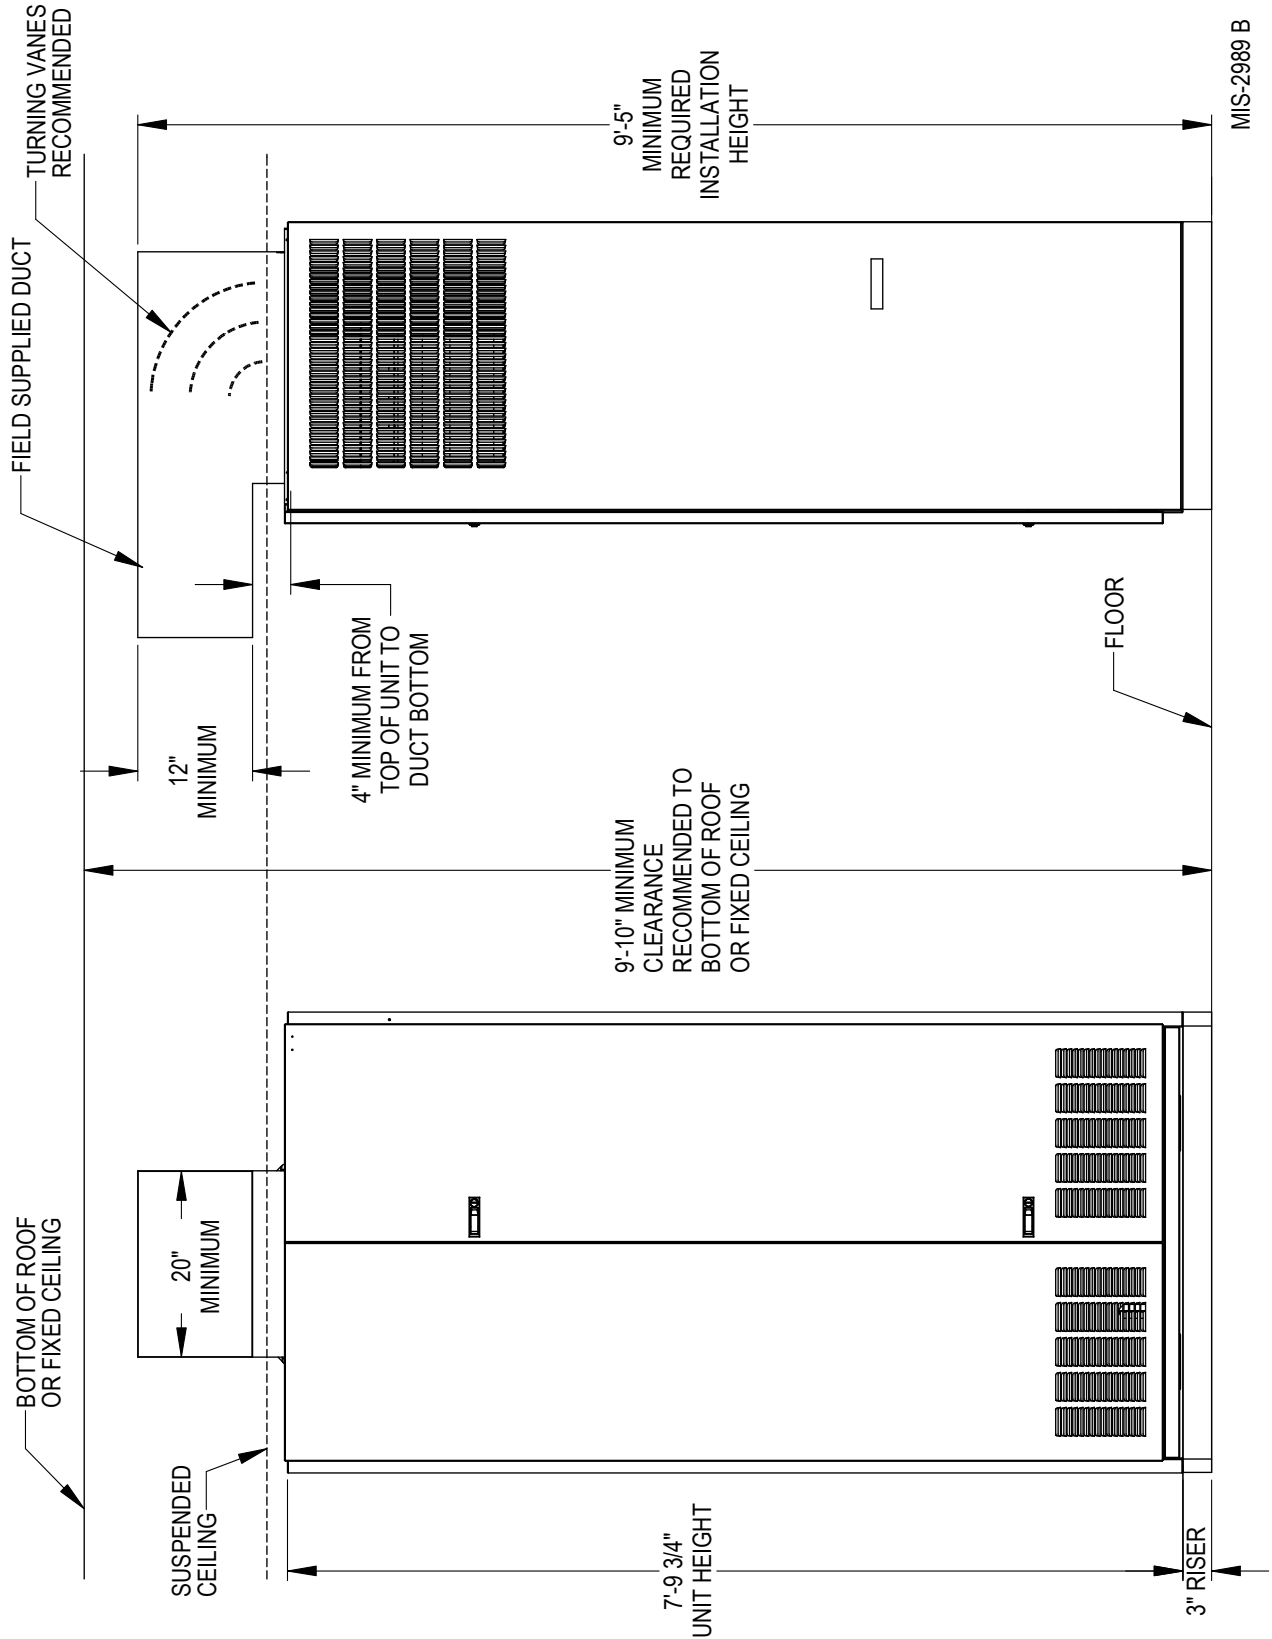 BOTTOM OF ROOF
OR FIXED CEILING
SUSPENDED
CEILING
20"
MINIMUM
7'-9 3/4"
UNIT HEIGHT
3" RISER
9'-10" MINIMUM
CLEARANCE
RECOMMENDED TO
BOTTOM OF ROOF
OR FIXED CEILING
12"
MINIMUM
4" MINIMUM FROM
TOP OF UNIT TO
DUCT BOTTOM
FLOOR
FIELD SUPPLIED DUCT
TURNING VANES
RECOMMENDED
9'-5"
MINIMUM
REQUIRED
INSTALLATION
HEIGHT
MIS-2989 B